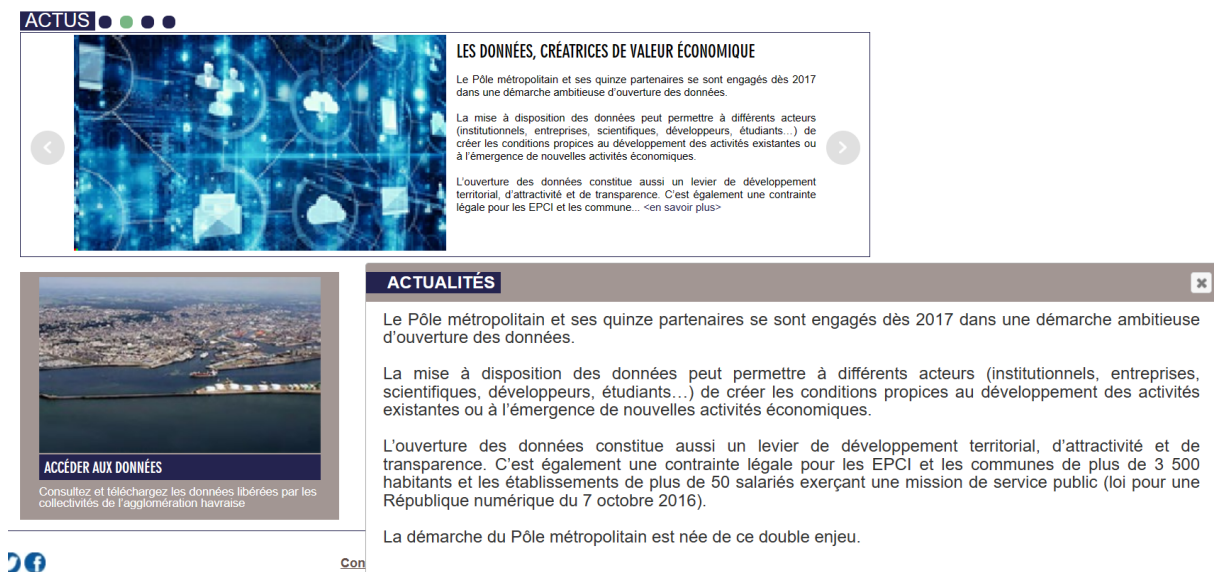 ACTUS
LES DONNÉES, CRÉATRICES DE VALEUR ÉCONOMIQUE
Le Pôle métropolitain et ses quinze partenaires se sont engagés dès 2017
dans une démarche ambitieuse d'ouverture des données.
La mise à disposition des données peut permettre à différents acteurs
(institutionnels, entreprises, scientifiques, développeurs, étudiants…) de
créer les conditions propices au développement des activités existantes ou
à l'émergence de nouvelles activités économiques.
L'ouverture des données constitue aussi un levier de développement
territorial, d'attractivité et de transparence. C'est également une contrainte
légale pour les EPCI et les commune... <en savoir plus>
ACCÉDER AUX DONNÉES
Consultez et téléchargez les données libérées par les
collectivités de l'agglomération havraise
ACTUALITÉS
Le Pôle métropolitain et ses quinze partenaires se sont engagés dès 2017 dans une démarche ambitieuse
d'ouverture des données.
La mise à disposition des données peut permettre à différents acteurs (institutionnels, entreprises,
scientifiques, développeurs, étudiants…) de créer les conditions propices au développement des activités
existantes ou à l'émergence de nouvelles activités économiques.
L'ouverture des données constitue aussi un levier de développement territorial, d'attractivité et de
transparence. C'est également une contrainte légale pour les EPCI et les communes de plus de 3 500
habitants et les établissements de plus de 50 salariés exerçant une mission de service public (loi pour une
République numérique du 7 octobre 2016).
La démarche du Pôle métropolitain est née de ce double enjeu.
Con